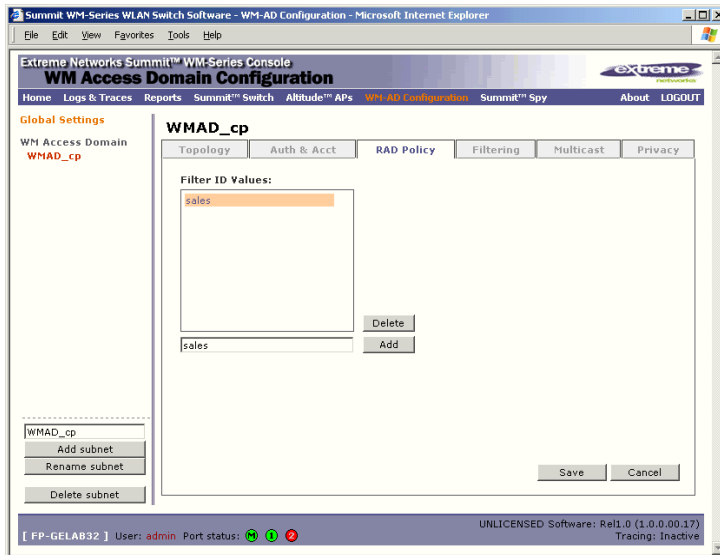 Summit WM-Series WLAN Switch Software - WM-AD Configuration - Microsoft Internet Explorer
File Edit View Favorites Tools Help
Extreme Networks Summit™ WM-Series Console
WM Access Domain Configuration
extreme
networks
Home Logs & Traces Reports Summit™ Switch Altitude™ APs WM-AD Configuration Summit™ Spy About LOGOUT
Global Settings
WM Access Domain
WMAD_cp
WMAD_cp
Topology Auth & Acct RAD Policy Filtering Multicast Privacy
Filter ID Values:
sales
Delete
sales Add
WMAD_cp
Add subnet
Rename subnet
Delete subnet
Save Cancel
[ FP-GELAB32 ] User: admin Port status: M 1 2
UNLICENSED Software: Rel1.0 (1.0.0.00.17)
Tracing: Inactive